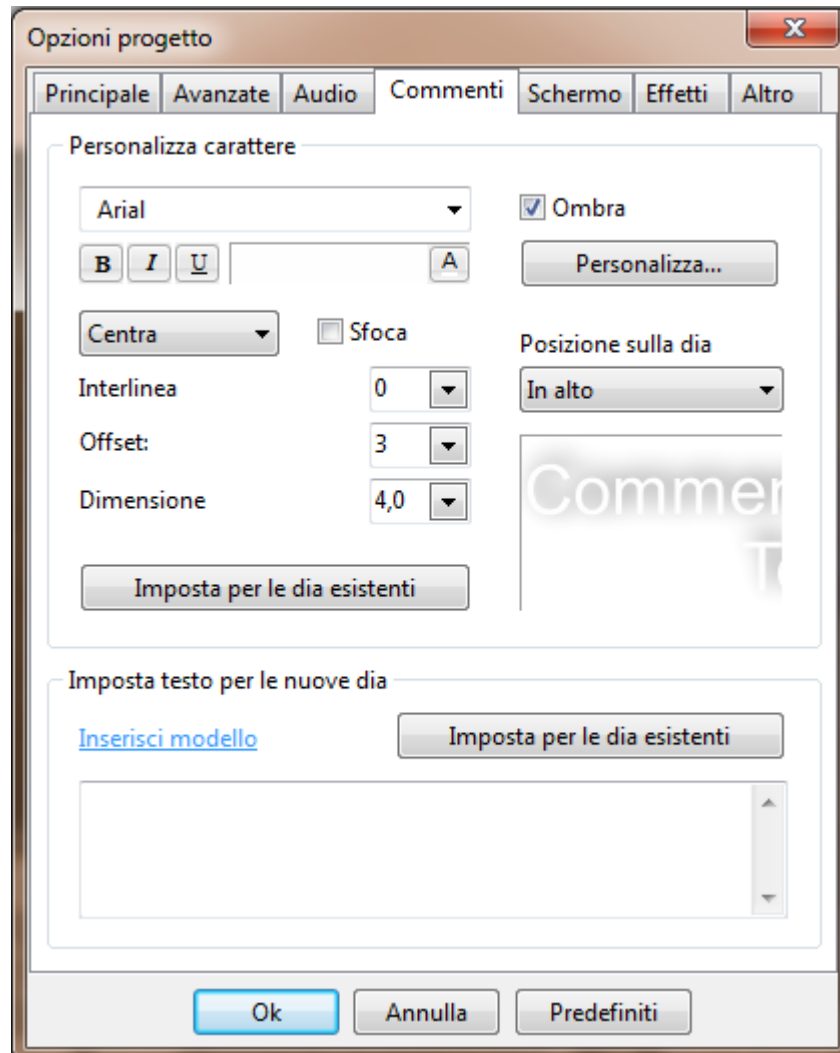 Opzioni progetto
Principale Avanzate Audio Commenti Schermo Effetti Altro
Personalizza carattere
Arial
Ombra
B I U A
Personalizza...
Centra
Sfoca
Posizione sulla dia
Interlinea 0
In alto
Offset: 3
Dimensione 4,0
Commen
Imposta per le dia esistenti
Imposta testo per le nuove dia
Inserisci modello
Imposta per le dia esistenti
Ok Annulla Predefiniti